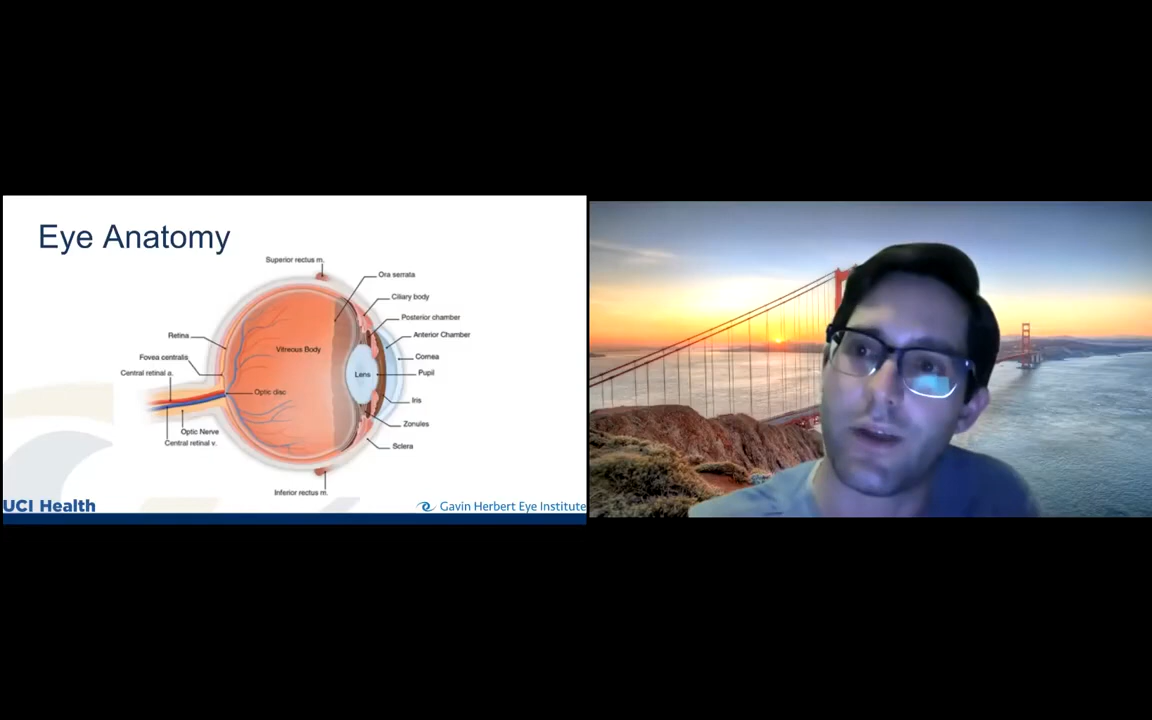 Eye Anatomy
Superior rectus m.
Ora serrata
Ciliary body
Posterior chamber
Anterior Chamber
Retina
Vitreous Body
Fovea centralis
Cornea
Central retinal a.
Lens
Pupil
Optic disc
Iris
Optic Nerve
Zonules
Central retinal v.
Sclera
Inferior rectus m.
UCI Health
Gavin Herbert Eye Institute